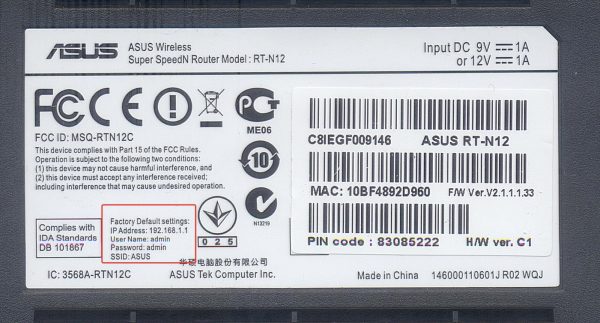 ASUS
ASUS Wireless
Super SpeedN Router Model: RT-N12
Input DC 9V 1A
or 12V 1A
FCC
CE
PCT
ME06
FCC ID: MSQ-RTN12C
This device complies with Part 15 of the FCC Rules.
Operation is subject to the following two conditions:
(1) this device may not cause harmful interference, and
(2) this device must accept any interference received;
including interference that may cause undesired operation.
10
N13219
C8IEGF009146 ASUS RT-N12
MAC: 10BF4892D960 F/W Ver.V2.1.1.1.33
PIN code : 83085222 H/W ver. C1
Complies with
IDA Standards
DB 101867
Factory Default settings:
IP Address: 192.168.1.1
User Name: admin
Password: admin
SSID: ASUS
025
IC: 3568A-RTN12C
华硕电脑股份有限公司
ASUS Tek Computer Inc.
Made in China 146000110601J R02 WQJ